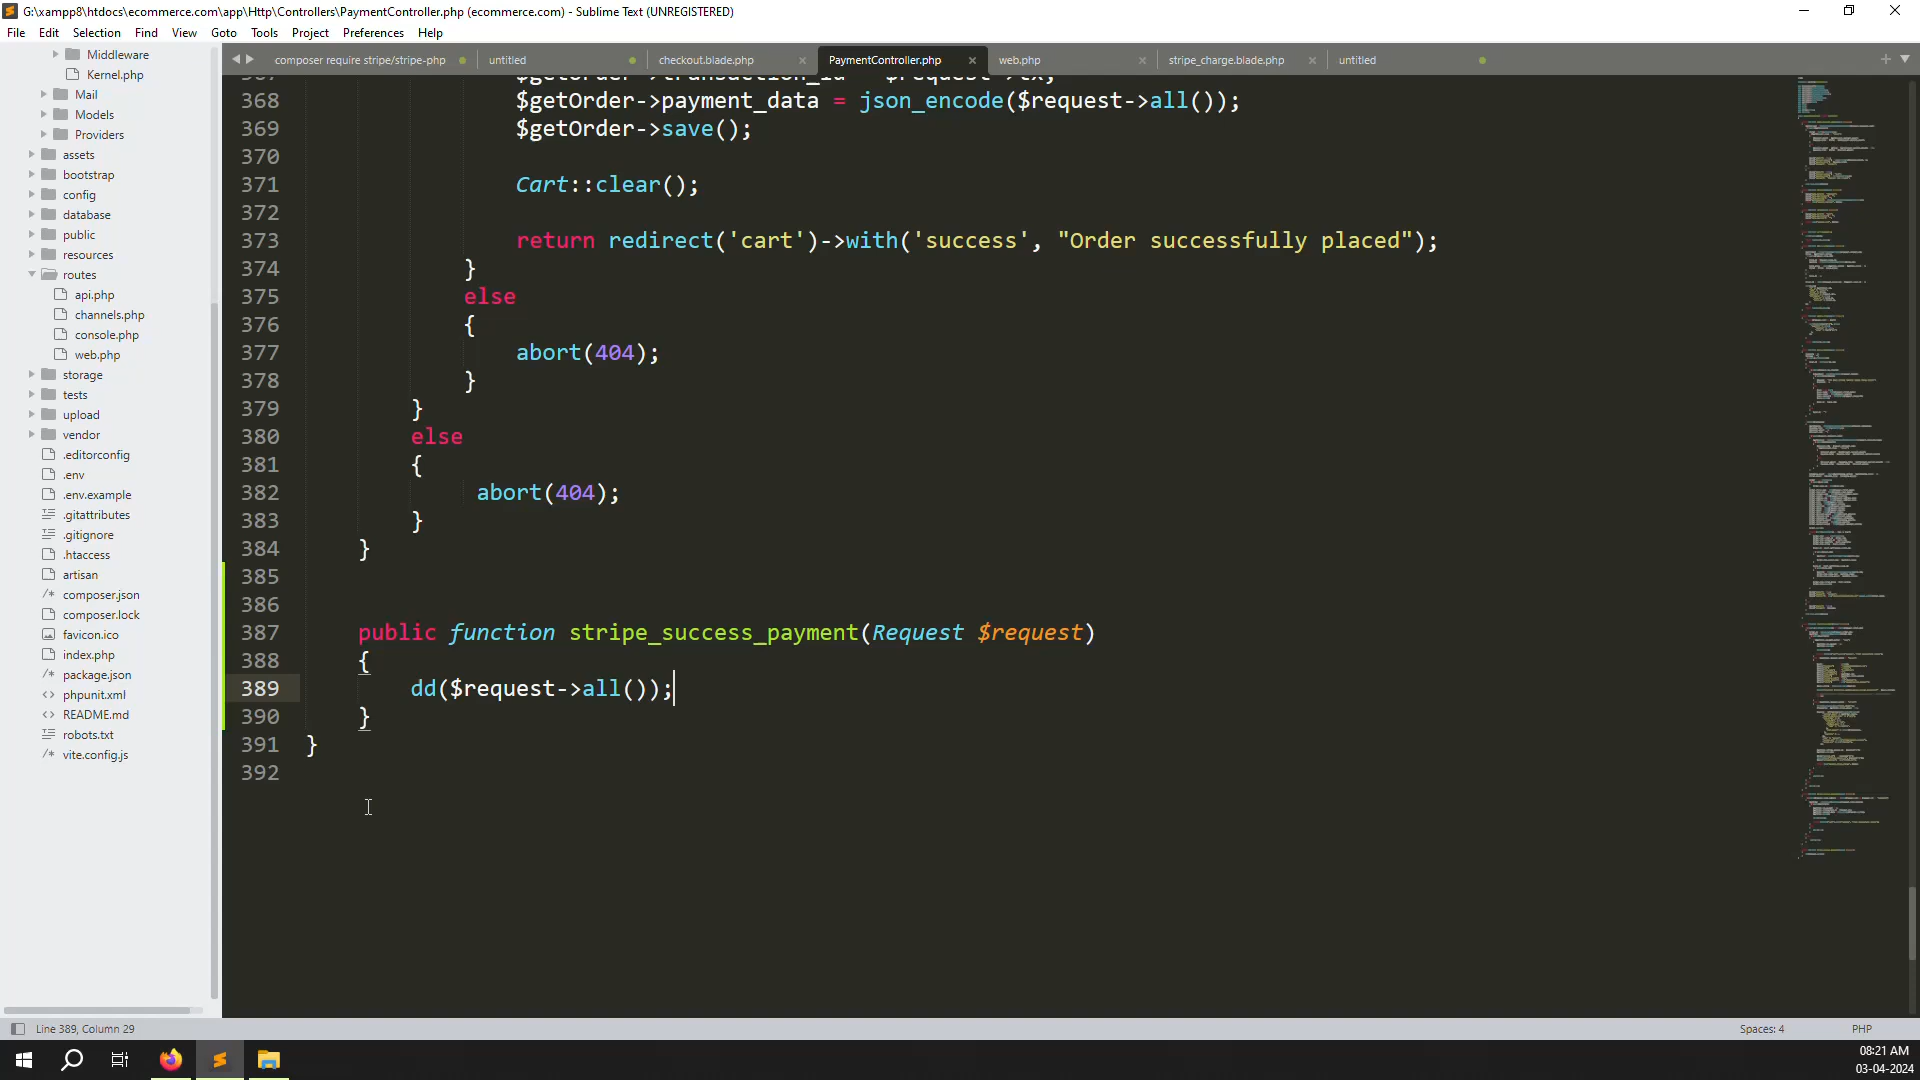 G:\xampp8\htdocs\ecommerce.com\app\Http\Controllers\PaymentController.php (ecommerce.com) - Sublime Text (UNREGISTERED)
File Edit Selection Find View Goto Tools Project Preferences Help
Middleware
Kernel.php
Mail
Models
Providers
assets
bootstrap
config
database
public
resources
routes
api.php
channels.php
console.php
web.php
storage
tests
upload
vendor
.editorconfig
.env
.env.example
.gitattributes
.gitignore
.htaccess
artisan
composer.json
composer.lock
favicon.ico
index.php
package.json
phpunit.xml
README.md
robots.txt
vite.config.js
composer require stripe/stripe-php untitled checkout.blade.php PaymentController.php web.php stripe_charge.blade.php untitled
367 $getOrder->transaction_id = $request->tx;
368 $getOrder->payment_data = json_encode($request->all());
369 $getOrder->save();
370
371 Cart::clear();
372
373 return redirect('cart')->with('success', "Order successfully placed");
374 }
375 else
376 {
377 abort(404);
378 }
379 }
380 else
381 {
382 abort(404);
383 }
384 }
385
386
387 public function stripe_success_payment(Request $request)
388 {
389 dd($request->all());
390 }
391 }
392
Line 389, Column 29 Spaces: 4 PHP
08:21 AM
03-04-2024